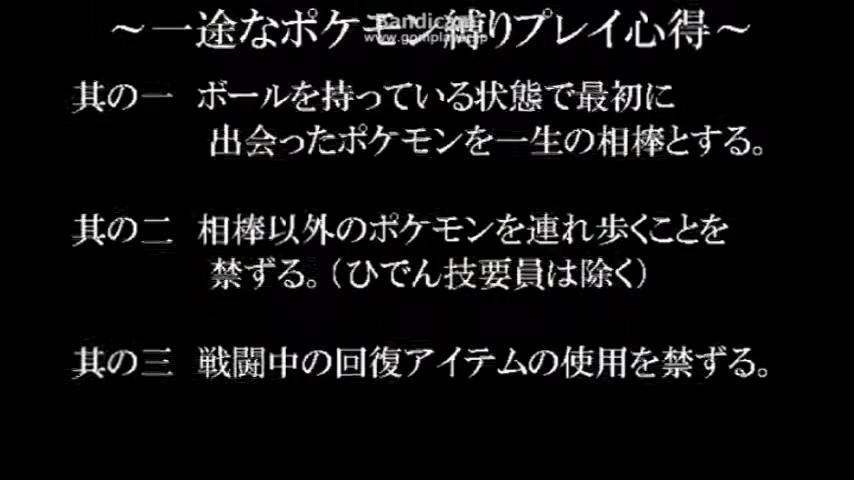 ～一途なポケモン縛りプレイ心得～
www.gomplayer.jp
其の一 ボールを持っている状態で最初に
出会ったポケモンを一生の相棒とする。
其の二 相棒以外のポケモンを連れ歩くことを
禁ずる。（ひでん技要員は除く）
其の三 戦闘中の回復アイテムの使用を禁ずる。